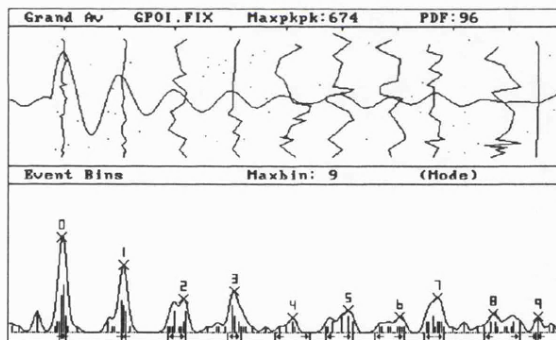 Grand Av GPOI.FIX Maxpkpk:674 PDF:96
Event Bins Maxbin: 9 (Mode)
0 1 2 3 4 5 6 7 8 9